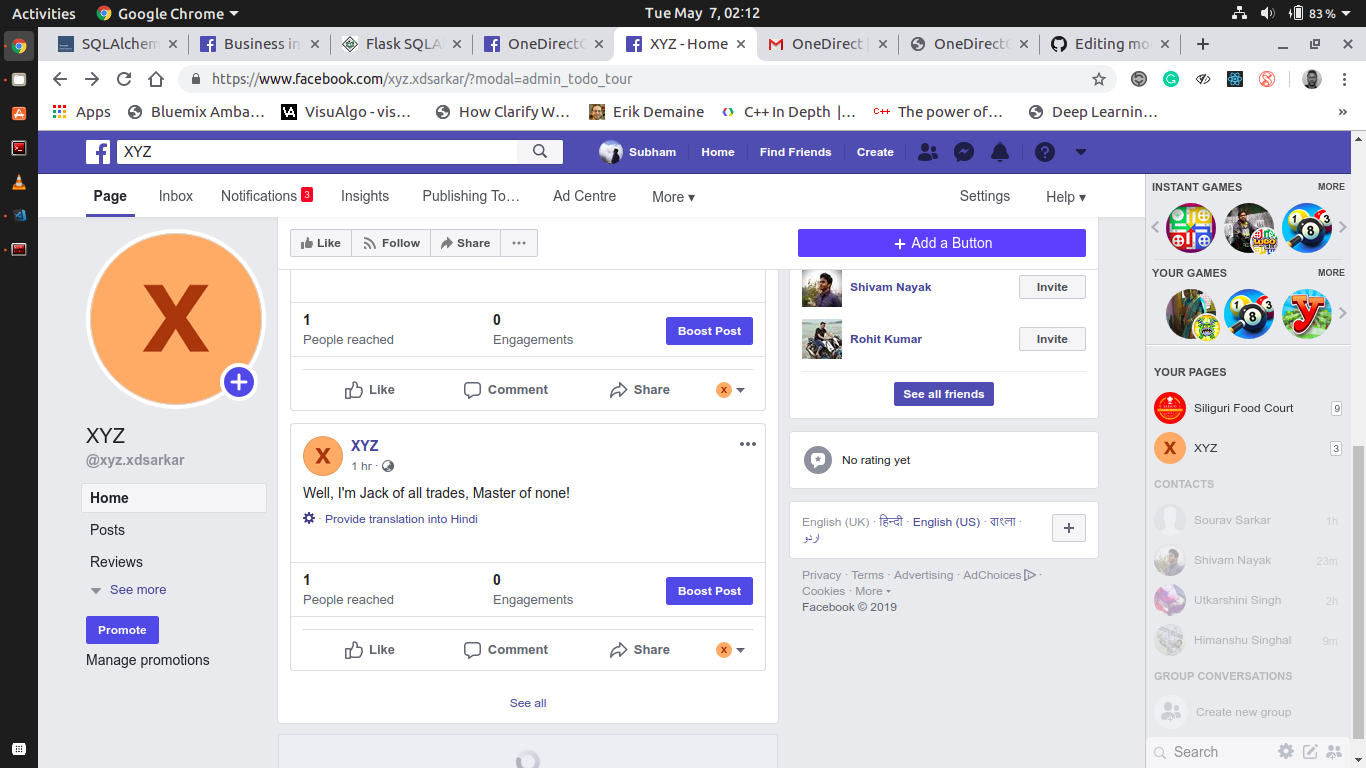 Activities Google Chrome Tue May 7, 02:12 83 %
SQLAlchem Business in Flask SQLA OneDirectC XYZ - Home OneDirect OneDirectC Editing mo
https://www.facebook.com/xyz.xdsarkar/?modal=admin_todo_tour
Apps Bluemix Amba… VisuAlgo - vis… How Clarify W… Erik Demaine C++ In Depth |… The power of… Deep Learnin… »
XYZ Subham Home Find Friends Create
Page Inbox Notifications 3 Insights Publishing To… Ad Centre More Settings Help
Like Follow Share Add a Button
X
XYZ
@xyz.xdsarkar
Home
Posts
Reviews
See more
Promote
Manage promotions
1 0
People reached Engagements Boost Post
Like Comment Share X
X XYZ
1 hr ·
Well, I'm Jack of all trades, Master of none!
· Provide translation into Hindi
1 0
People reached Engagements Boost Post
Like Comment Share X
See all
Shivam Nayak Invite
Rohit Kumar Invite
See all friends
No rating yet
English (UK) · हिन्दी · English (US) · বাংলা ·
اردو
Privacy · Terms · Advertising · AdChoices ·
Cookies · More
Facebook © 2019
INSTANT GAMES MORE
YOUR GAMES MORE
YOUR PAGES
Siliguri Food Court 9
X XYZ 3
CONTACTS
Sourav Sarkar 1h
Shivam Nayak 23m
Utkarshini Singh 2h
Himanshu Singhal 9m
GROUP CONVERSATIONS
Create new group
Search